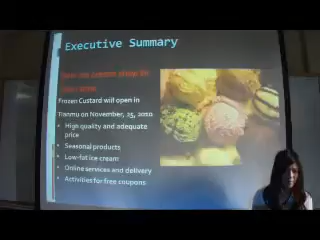 Executive Summary
Frozen Custard will open in
Tranmu on November, 25, 2010
• High quality and adequate
price
• Seasonal products
• Low-fat ice cream
• Online services and delivery
• Activities for free coupons